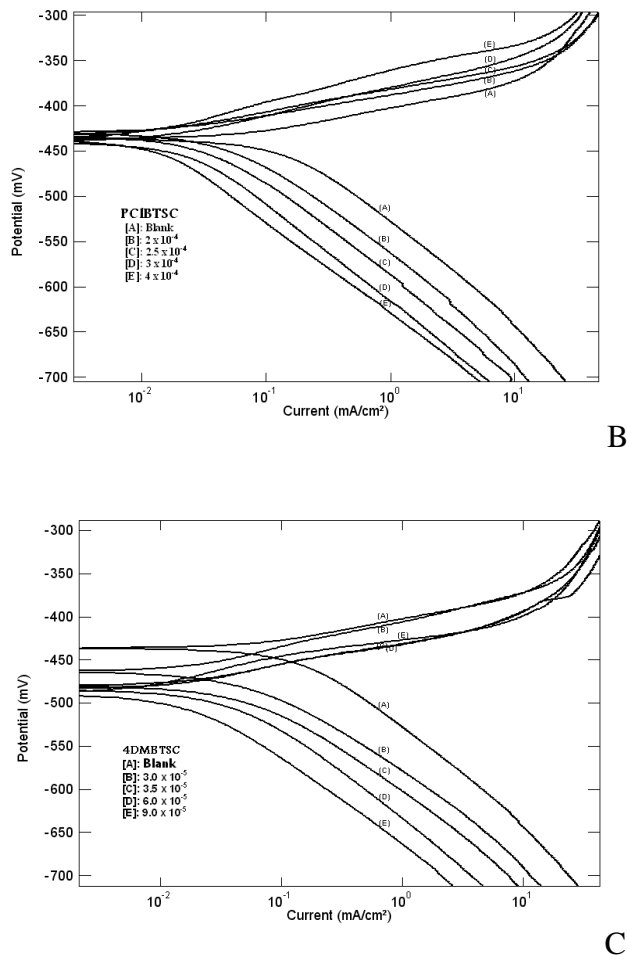 -300
-350
-400
-450
-500
-550
-600
-650
-700
Potential (mV)
(E)
(D)
(C)
(B)
(A)
(A)
(B)
(C)
(D)
(E)
PClBTSC
[A]: Blank
[B]: 2 x 10-4
[C]: 2.5 x 10-4
[D]: 3 x 10-4
[E]: 4 x 10-4
10-2
10-1
100
101
Current (mA/cm²)
B
-300
-350
-400
-450
-500
-550
-600
-650
-700
Potential (mV)
(A)
(B)
(E)
(D)
(A)
(B)
(C)
(D)
(E)
4DMBTSC
[A]: Blank
[B]: 3.0 x 10-5
[C]: 3.5 x 10-5
[D]: 6.0 x 10-5
[E]: 9.0 x 10-5
10-2
10-1
100
101
Current (mA/cm²)
C